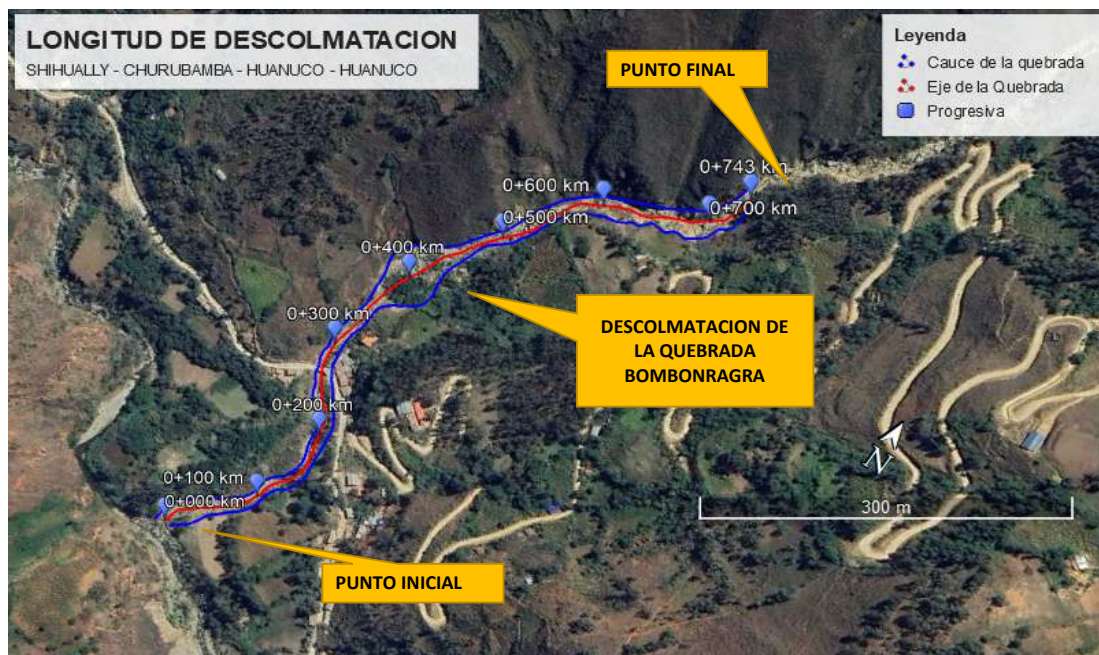 LONGITUD DE DESCOLMATACION
SHIHUALLY - CHURUBAMBA - HUANUCO - HUANUCO
Leyenda
Cauce de la quebrada
Eje de la Quebrada
Progresiva
PUNTO FINAL
0+743 km
0+600 km
0+700 km
0+500 km
0+400 km
0+300 km
DESCOLMATACION DE
LA QUEBRADA
BOMBONRAGRA
0+200 km
N
0+100 km
0+000 km
300 m
PUNTO INICIAL